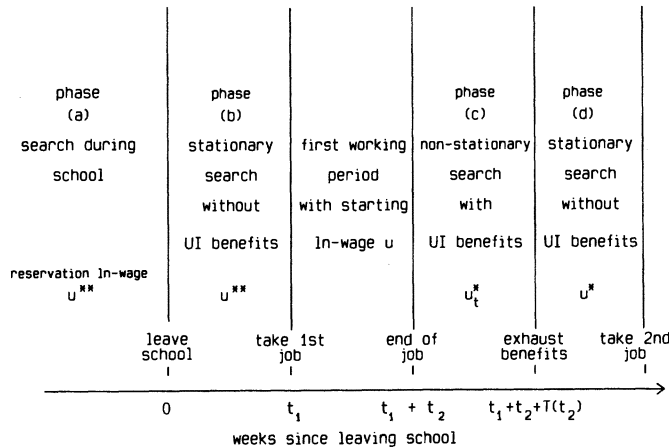 phase
(a)
search during
school
reservation ln-wage
u**
phase
(b)
stationary
search
without
UI benefits
u**
first working
period
with starting
ln-wage u
phase
(c)
non-stationary
search
with
UI benefits
u*t
phase
(d)
stationary
search
without
UI benefits
u*
leave
school
take 1st
job
end of
job
exhaust
benefits
take 2nd
job
0
t1
t1 + t2
t1+t2+T(t2)
weeks since leaving school